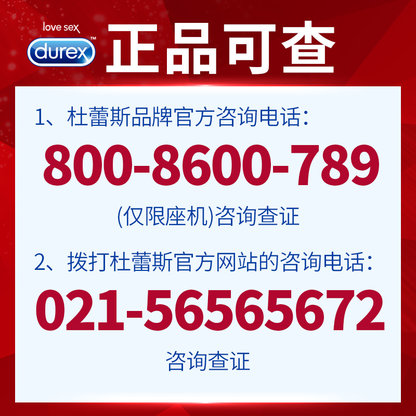 love sex
durex™
正品可查
1、杜蕾斯品牌官方咨询电话：
800-8600-789
(仅限座机)咨询查证
2、拨打杜蕾斯官方网站的咨询电话：
021-56565672
咨询查证